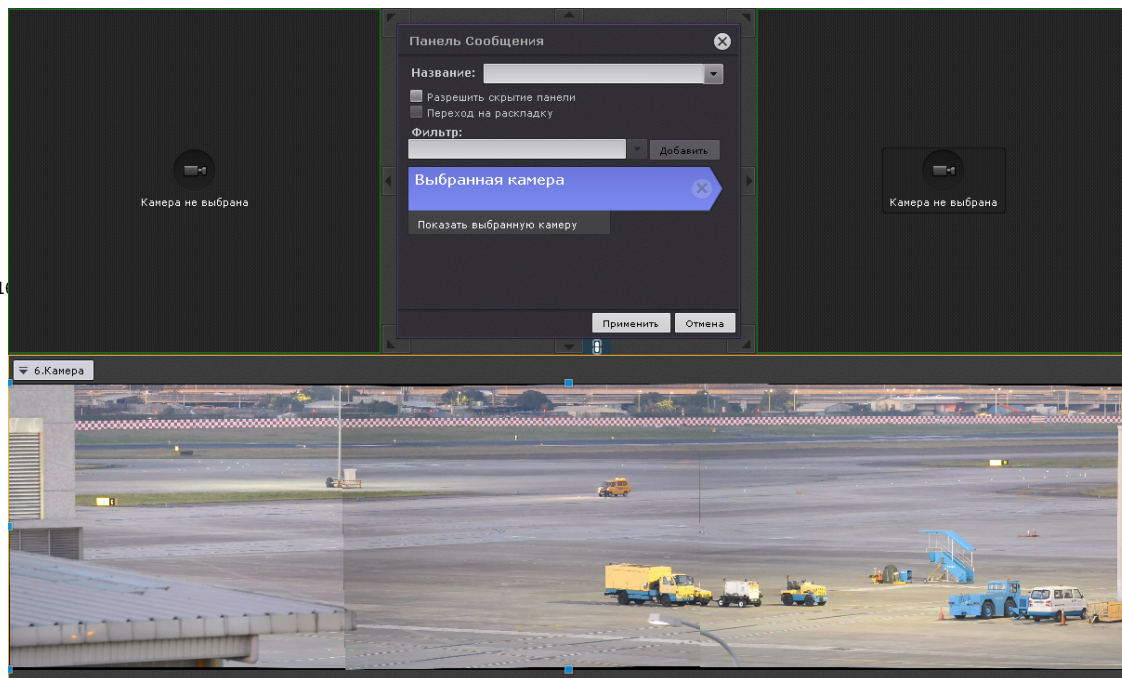 Панель Сообщения
Название:
Разрешить скрытие панели
Переход на раскладку
Фильтр:
Добавить
Выбранная камера
Показать выбранную камеру
Камера не выбрана
Камера не выбрана
Применить
Отмена
6.Камера